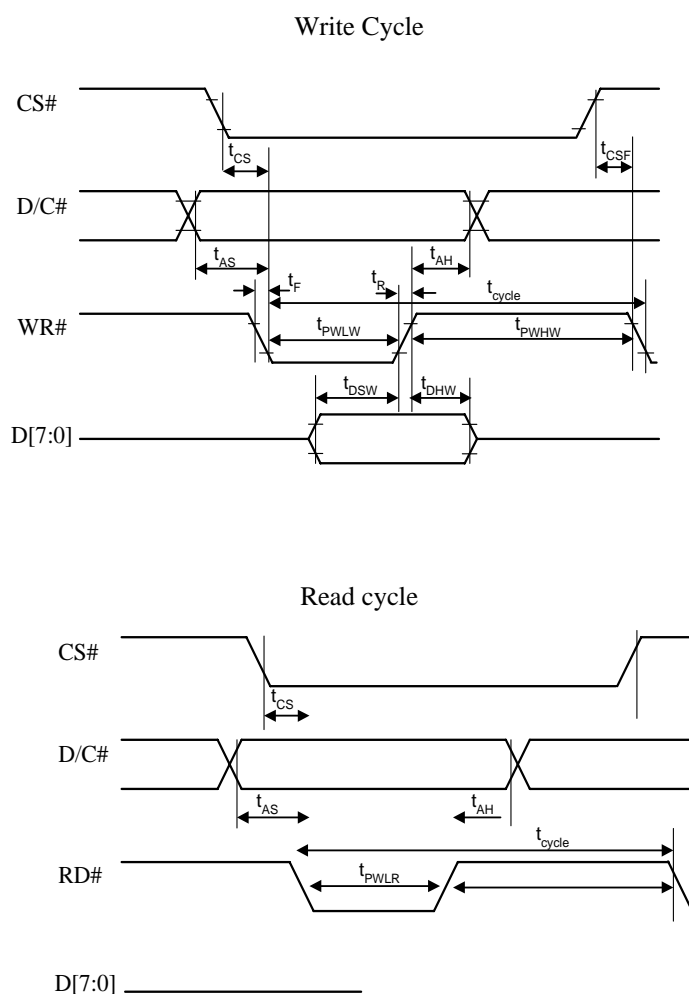 Write Cycle
CS#
tCS
tCSF
D/C#
tAS
tAH
tF
tR
tcycle
WR#
tPWLW
tPWHW
tDSW
tDHW
D[7:0]
Read cycle
CS#
tCS
D/C#
tAS
tAH
tcycle
RD#
tPWLR
D[7:0]